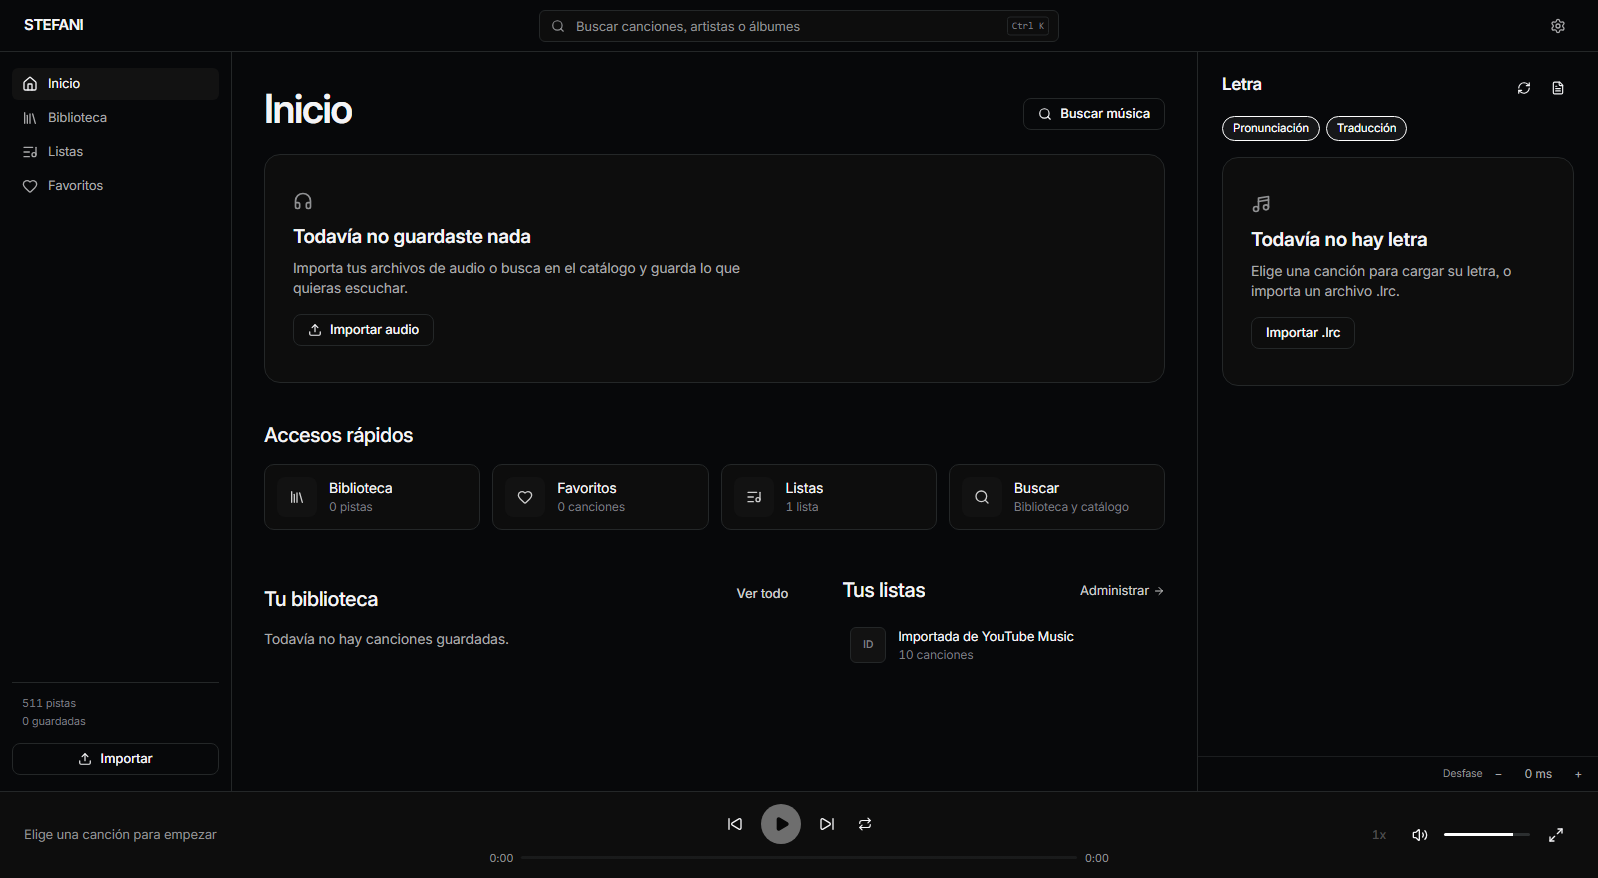 STEFANI
Buscar canciones, artistas o álbumes
Ctrl K
Inicio
Biblioteca
Listas
Favoritos
511 pistas
0 guardadas
Importar
Inicio
Buscar música
Todavía no guardaste nada
Importa tus archivos de audio o busca en el catálogo y guarda lo que
quieras escuchar.
Importar audio
Accesos rápidos
Biblioteca
0 pistas
Favoritos
0 canciones
Listas
1 lista
Buscar
Biblioteca y catálogo
Tu biblioteca
Ver todo
Todavía no hay canciones guardadas.
Tus listas
Administrar →
ID
Importada de YouTube Music
10 canciones
Letra
Pronunciación
Traducción
Todavía no hay letra
Elige una canción para cargar su letra, o
importa un archivo .lrc.
Importar .lrc
Desfase − 0 ms +
Elige una canción para empezar
0:00
0:00
1x